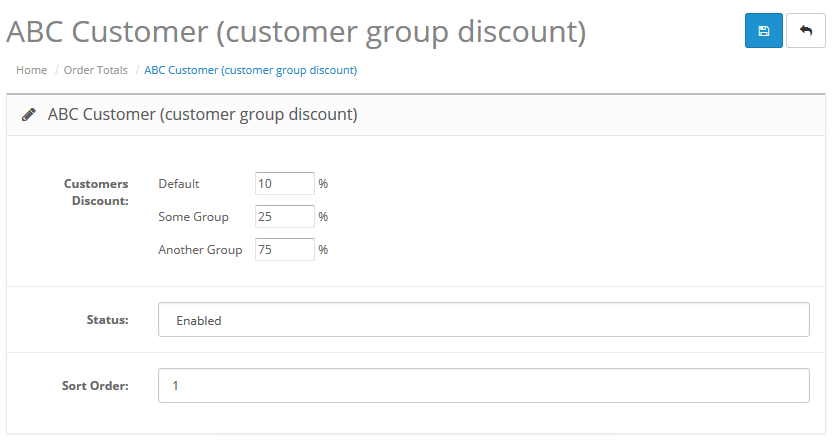 ABC Customer (customer group discount)
Home / Order Totals / ABC Customer (customer group discount)
ABC Customer (customer group discount)
Customers Discount:
Default 10 %
Some Group 25 %
Another Group 75 %
Status: Enabled
Sort Order: 1